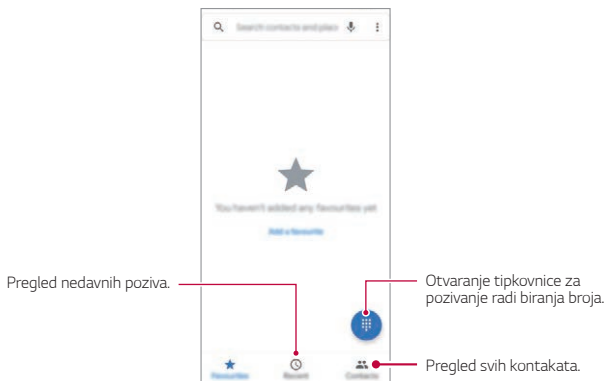 Search contacts and place
You haven't added any favourites yet
Add a favourite
Pregled nedavnih poziva.
Otvaranje tipkovnice za
pozivanje radi biranja broja.
Favourites
Recent
Contacts
Pregled svih kontakata.